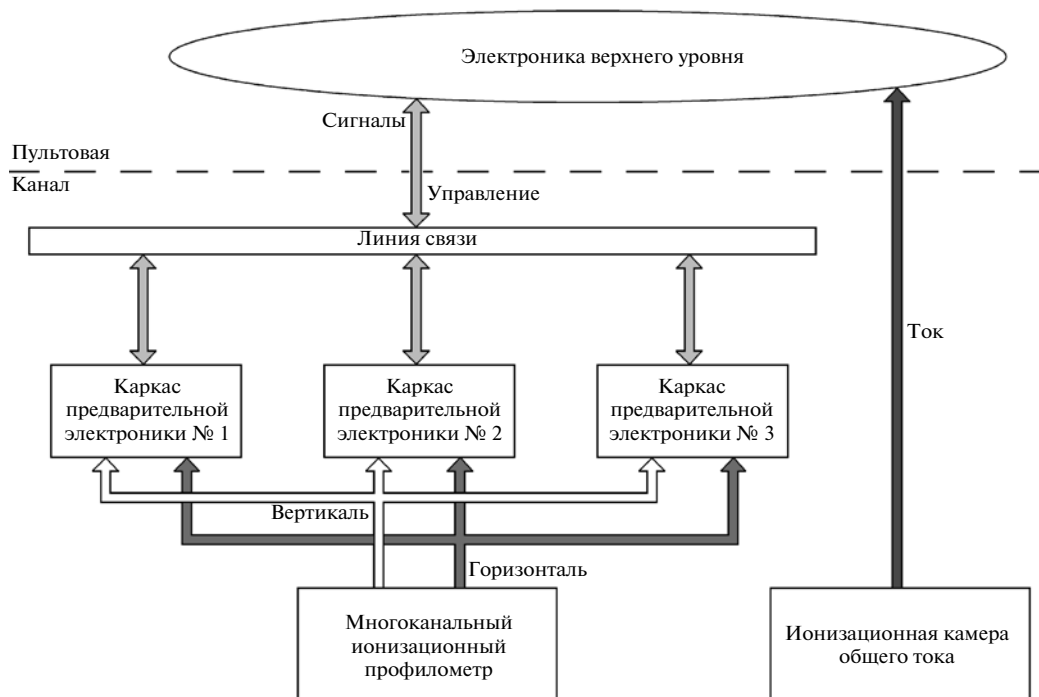 Электроника верхнего уровня
Сигналы
Пультовая
Канал
Управление
Линия связи
Ток
Каркас
предварительной
электроники № 1
Каркас
предварительной
электроники № 2
Каркас
предварительной
электроники № 3
Вертикаль
Горизонталь
Многоканальный
ионизационный
профилометр
Ионизационная камера
общего тока